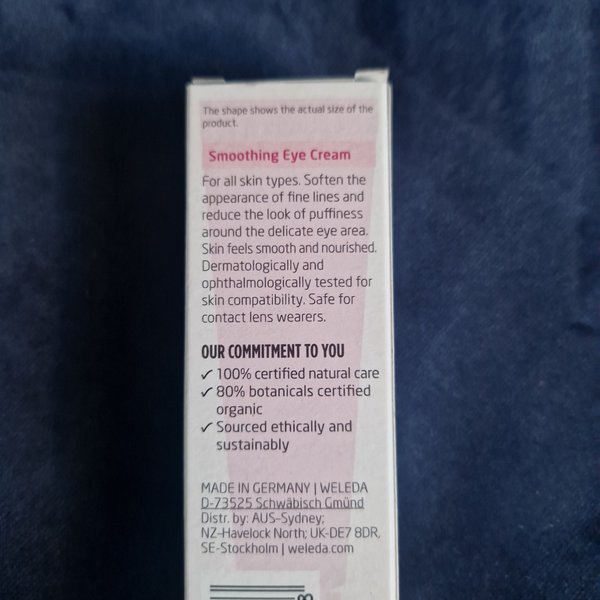 The shape shows the actual size of the
product.
Smoothing Eye Cream
For all skin types. Soften the
appearance of fine lines and
reduce the look of puffiness
around the delicate eye area.
Skin feels smooth and nourished.
Dermatologically and
ophthalmologically tested for
skin compatibility. Safe for
contact lens wearers.
OUR COMMITMENT TO YOU
✓ 100% certified natural care
✓ 80% botanicals certified
organic
✓ Sourced ethically and
sustainably
MADE IN GERMANY | WELEDA
D-73525 Schwäbisch Gmünd
Distr. by: AUS-Sydney;
NZ-Havelock North; UK-DE7 8DR,
SE-Stockholm | weleda.com